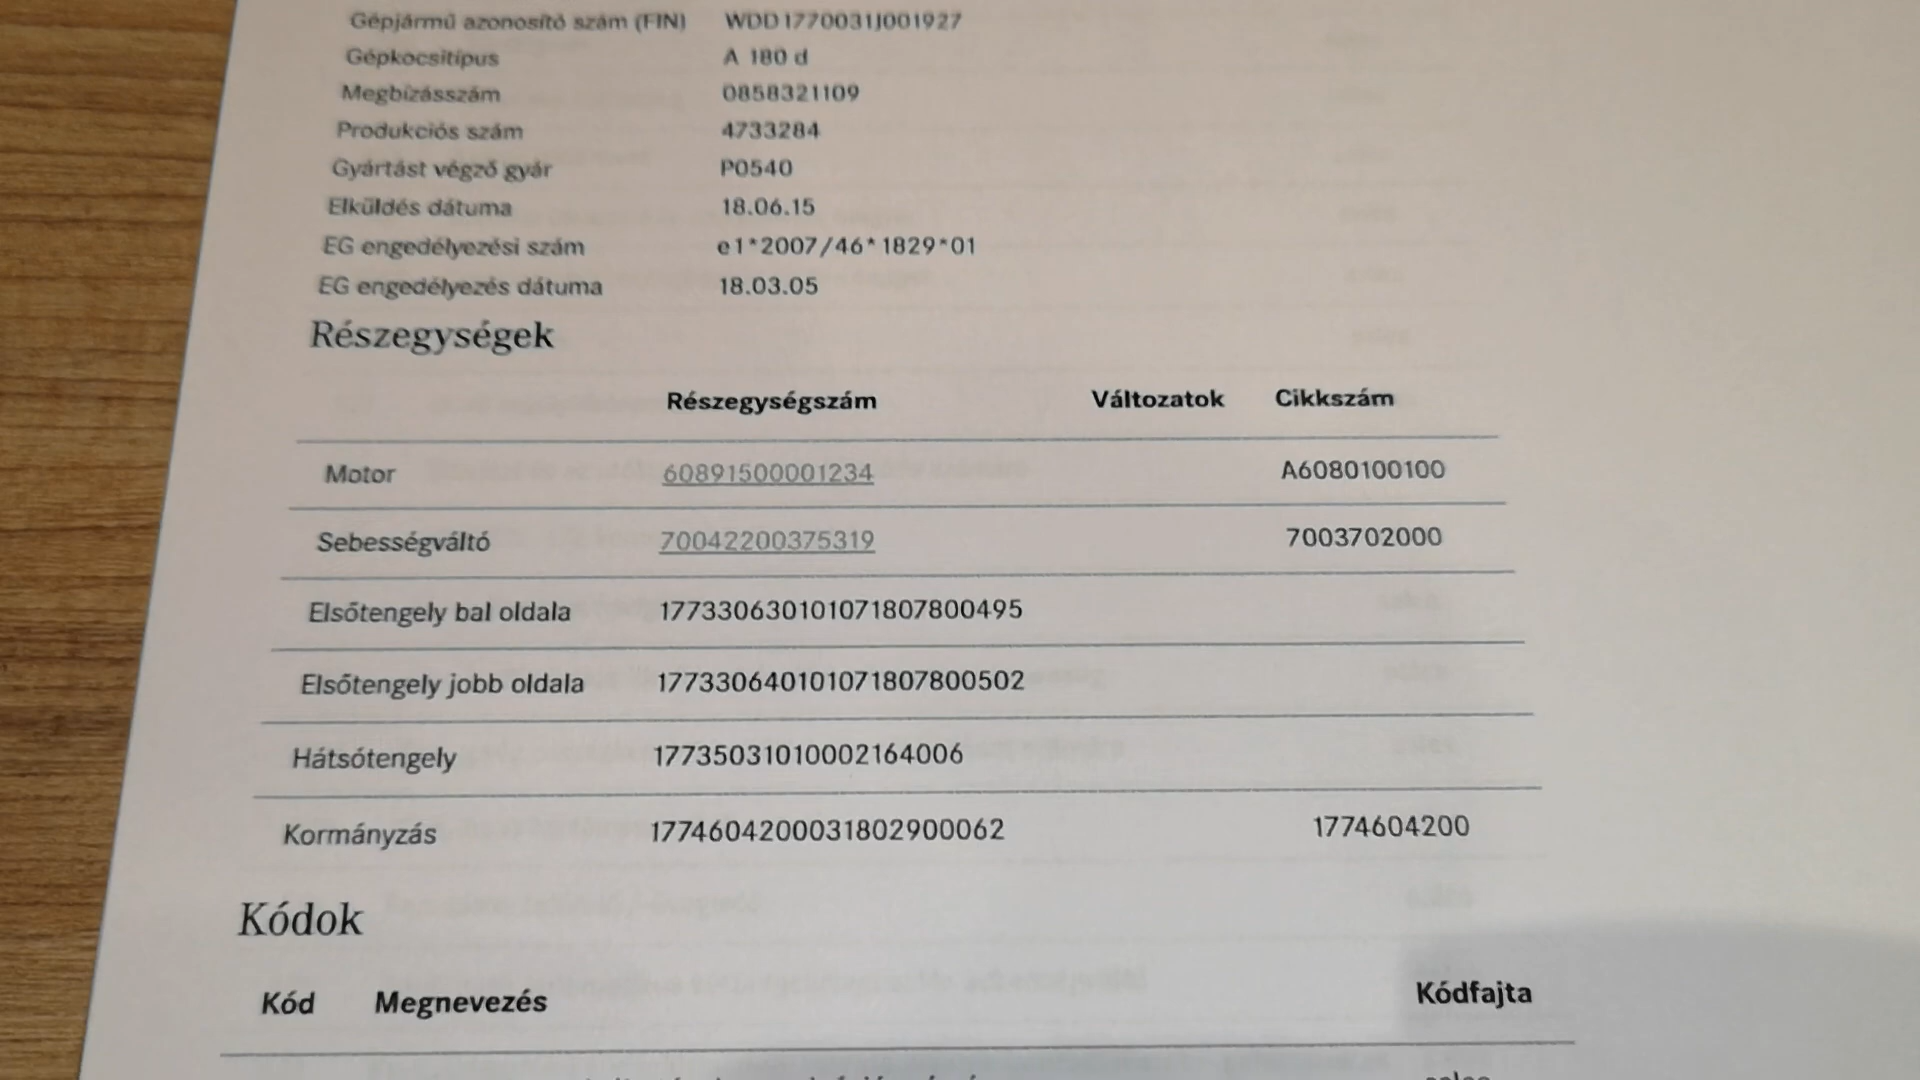 Gépjármű azonosító szám (FIN) WDD1770031J001927
Gépkocsitípus A 180 d
Megbízásszám 0858321109
Produkciós szám 4733284
Gyártást végző gyár P0540
Elküldés dátuma 18.06.15
EG engedélyezési szám e1*2007/46*1829*01
EG engedélyezés dátuma 18.03.05
Részegységek
Részegységszám Változatok Cikkszám
Motor 60891500001234 A6080100100
Sebességváltó 70042200375319 7003702000
Elsőtengely bal oldala 177330630101071807800495
Elsőtengely jobb oldala 177330640101071807800502
Hátsótengely 17735031010002164006
Kormányzás 1774604200031802900062 1774604200
Kódok
Kód Megnevezés Kódfajta